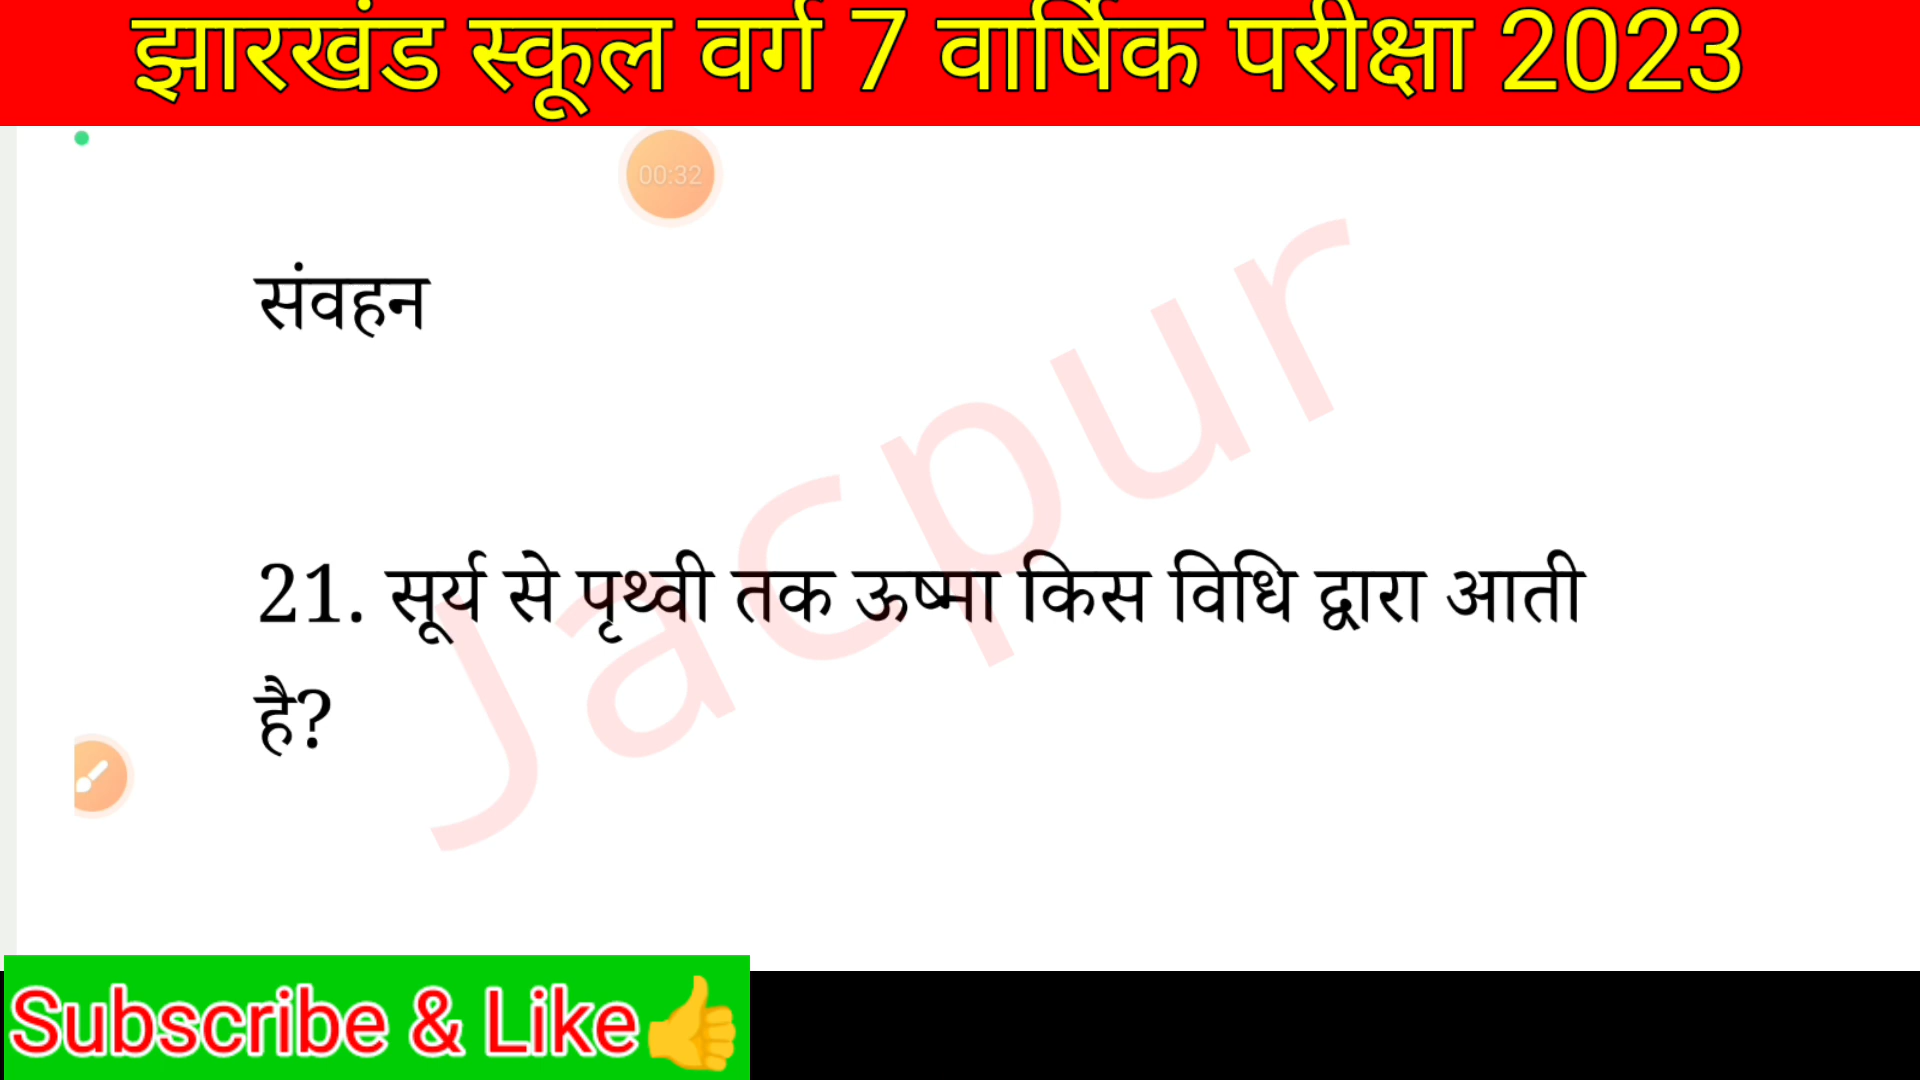 झारखंड स्कूल वर्ग 7 वार्षिक परीक्षा 2023
00:32
संवहन
21. सूर्य से पृथ्वी तक ऊष्मा किस विधि द्वारा आती
है?
Jacpur
Subscribe & Like👍